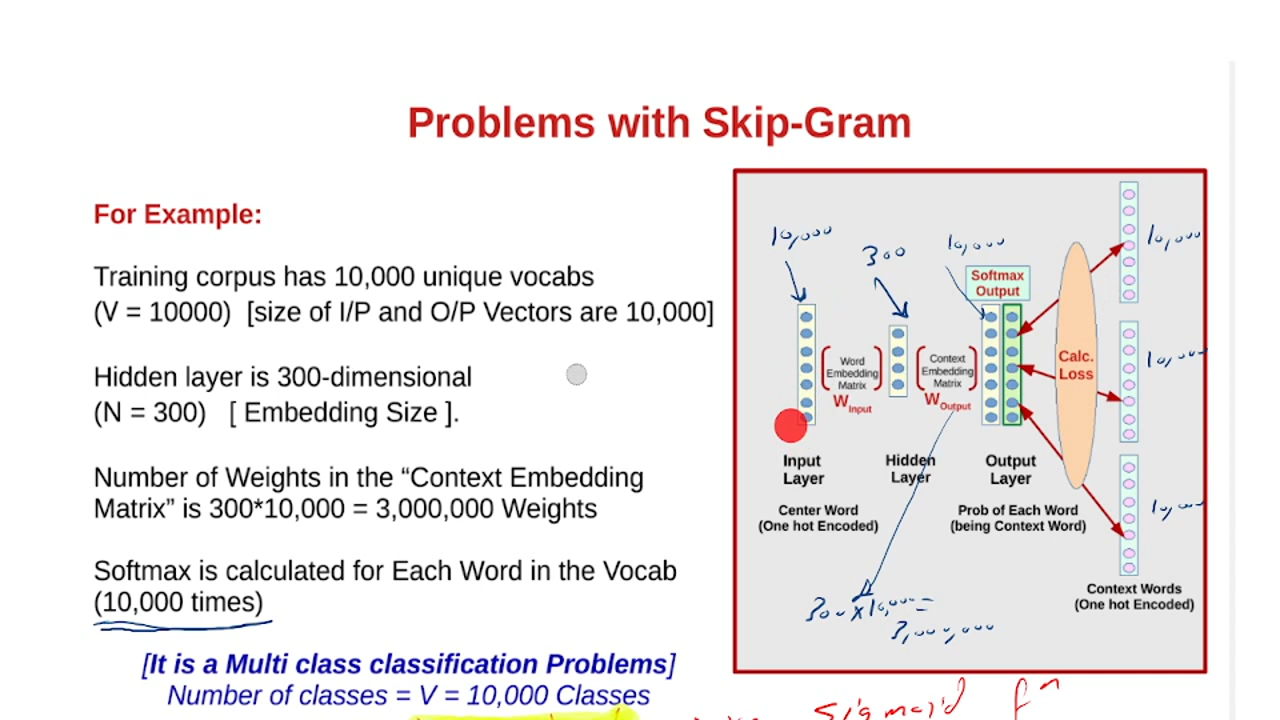 Problems with Skip-Gram
For Example:
Training corpus has 10,000 unique vocabs
(V = 10000) [size of I/P and O/P Vectors are 10,000]
Hidden layer is 300-dimensional
(N = 300) [ Embedding Size ].
Number of Weights in the “Context Embedding
Matrix” is 300*10,000 = 3,000,000 Weights
Softmax is calculated for Each Word in the Vocab
(10,000 times)
[It is a Multi class classification Problems]
Number of classes = V = 10,000 Classes
10,000
300
10,000
10,000
Softmax
Output
Word
Embedding
Matrix
W Input
Context
Embedding
Matrix
W Output
Calc.
Loss
10,000
10,000
Input
Layer
Hidden
Layer
Output
Layer
Center Word
(One hot Encoded)
Prob of Each Word
(being Context Word)
Context Words
(One hot Encoded)
300 x 10,000 =
3,000,000
Sigmoid fn